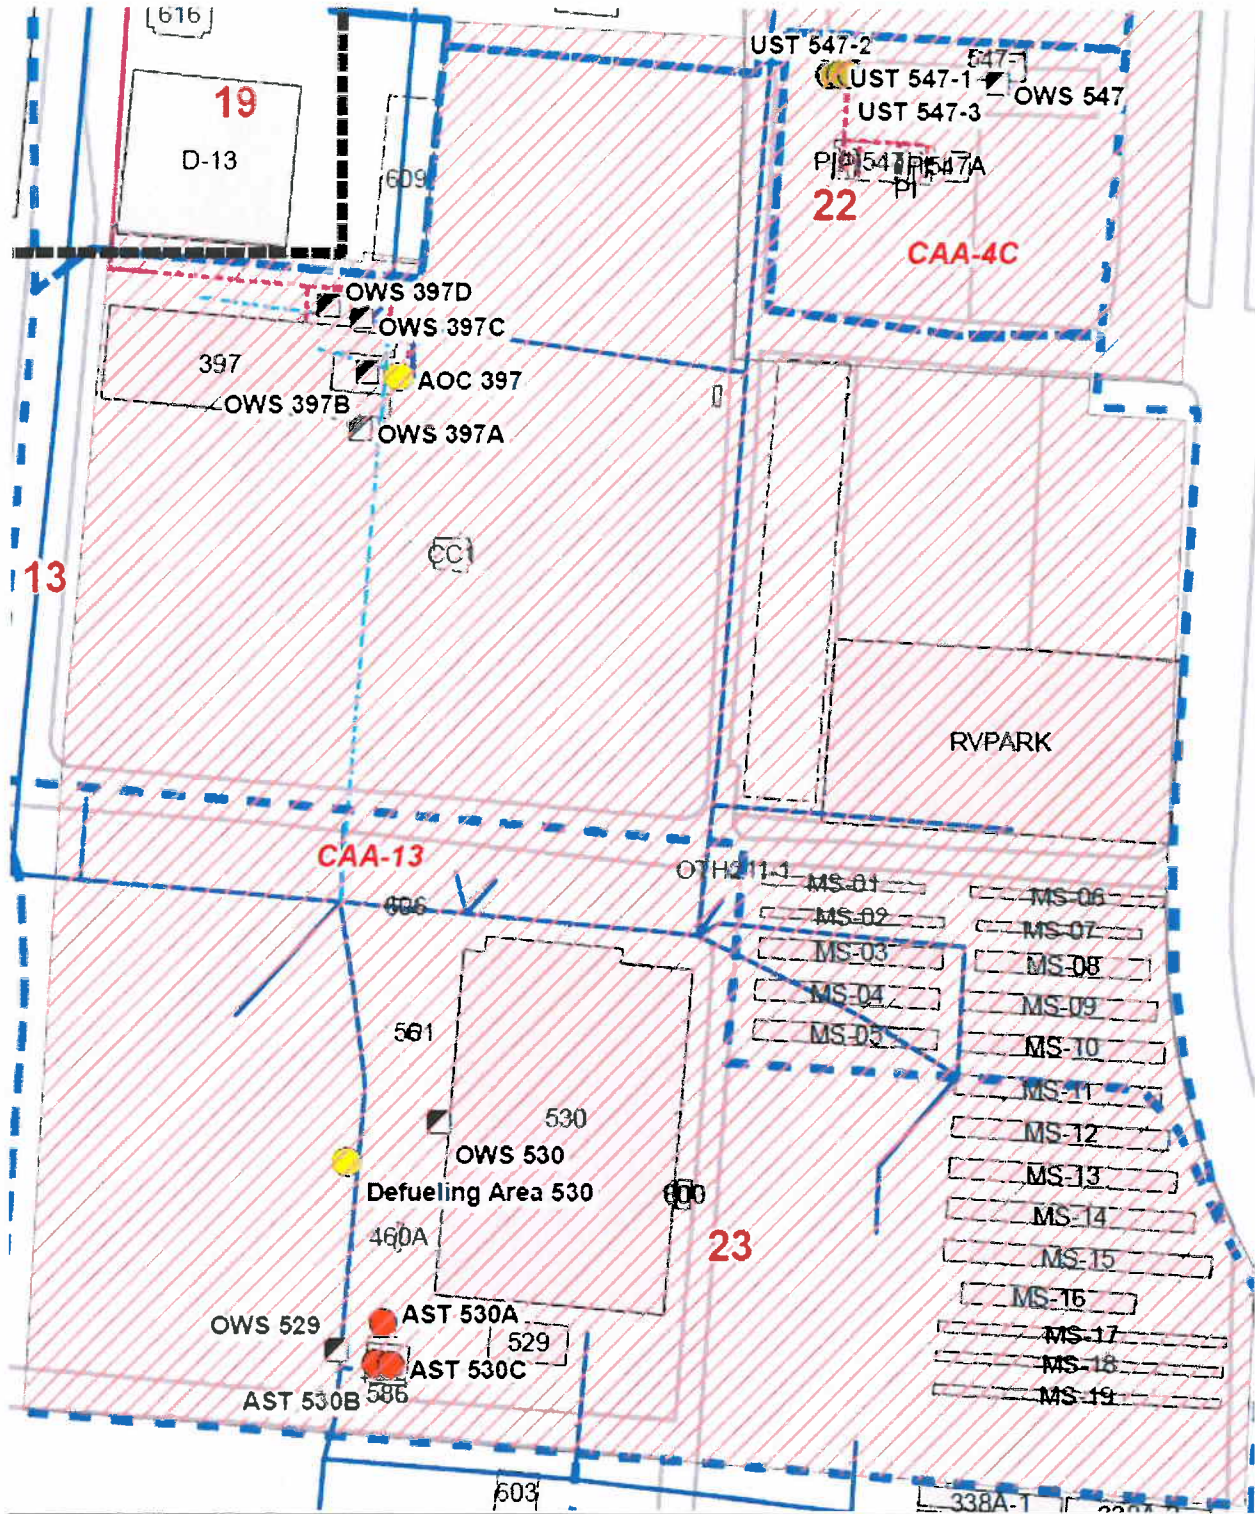 616
UST 547-2
547-1
UST 547-1
OWS 547
19
UST 547-3
D-13
609
547
547A
PI
22
CAA-4C
OWS 397D
OWS 397C
397
AOC 397
OWS 397B
OWS 397A
CC1
13
RVPARK
CAA-13
OTH211-1
MS-01
MS-06
MS-02
MS-07
MS-03
MS-08
MS-04
MS-09
561
MS-05
MS-10
MS-11
530
MS-12
OWS 530
MS-13
Defueling Area 530
MS-14
460A
23
MS-15
MS-16
AST 530A
OWS 529
529
MS-17
AST 530C
MS-18
AST 530B
586
MS-19
603
338A-1